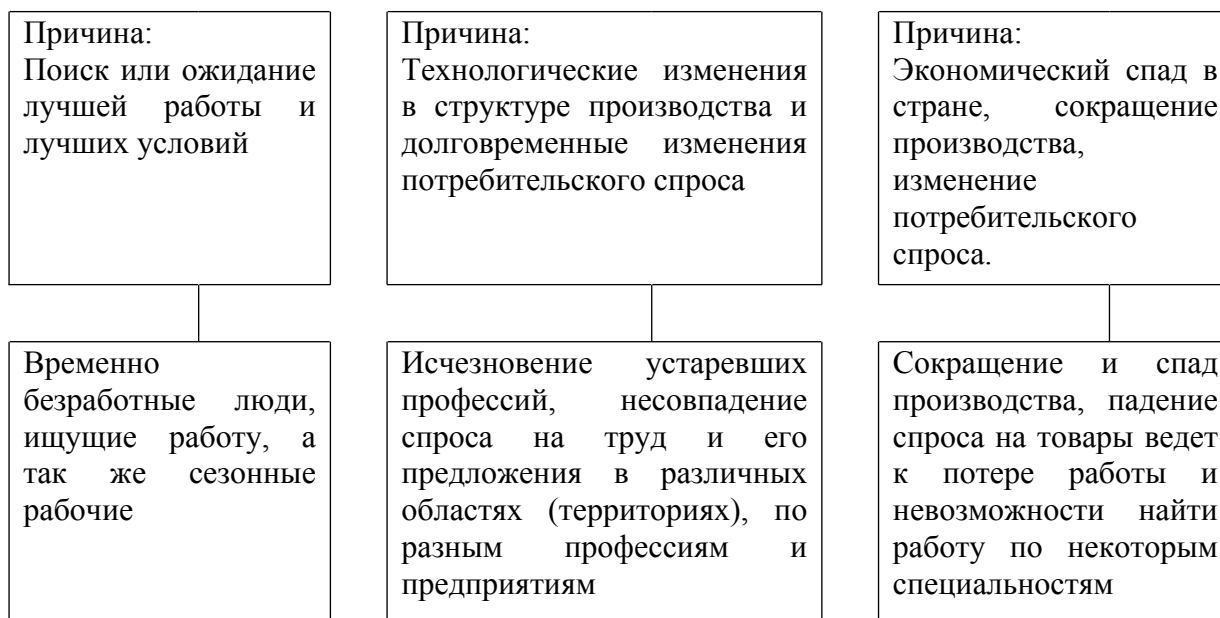 Причина:
Поиск или ожидание
лучшей работы и
лучших условий
Причина:
Технологические изменения
в структуре производства и
долговременные изменения
потребительского спроса
Причина:
Экономический спад в
стране, сокращение
производства,
изменение
потребительского
спроса.
Временно
безработные люди,
ищущие работу, а
так же сезонные
рабочие
Исчезновение устаревших
профессий, несовпадение
спроса на труд и его
предложения в различных
областях (территориях), по
разным профессиям и
предприятиям
Сокращение и спад
производства, падение
спроса на товары ведет
к потере работы и
невозможности найти
работу по некоторым
специальностям